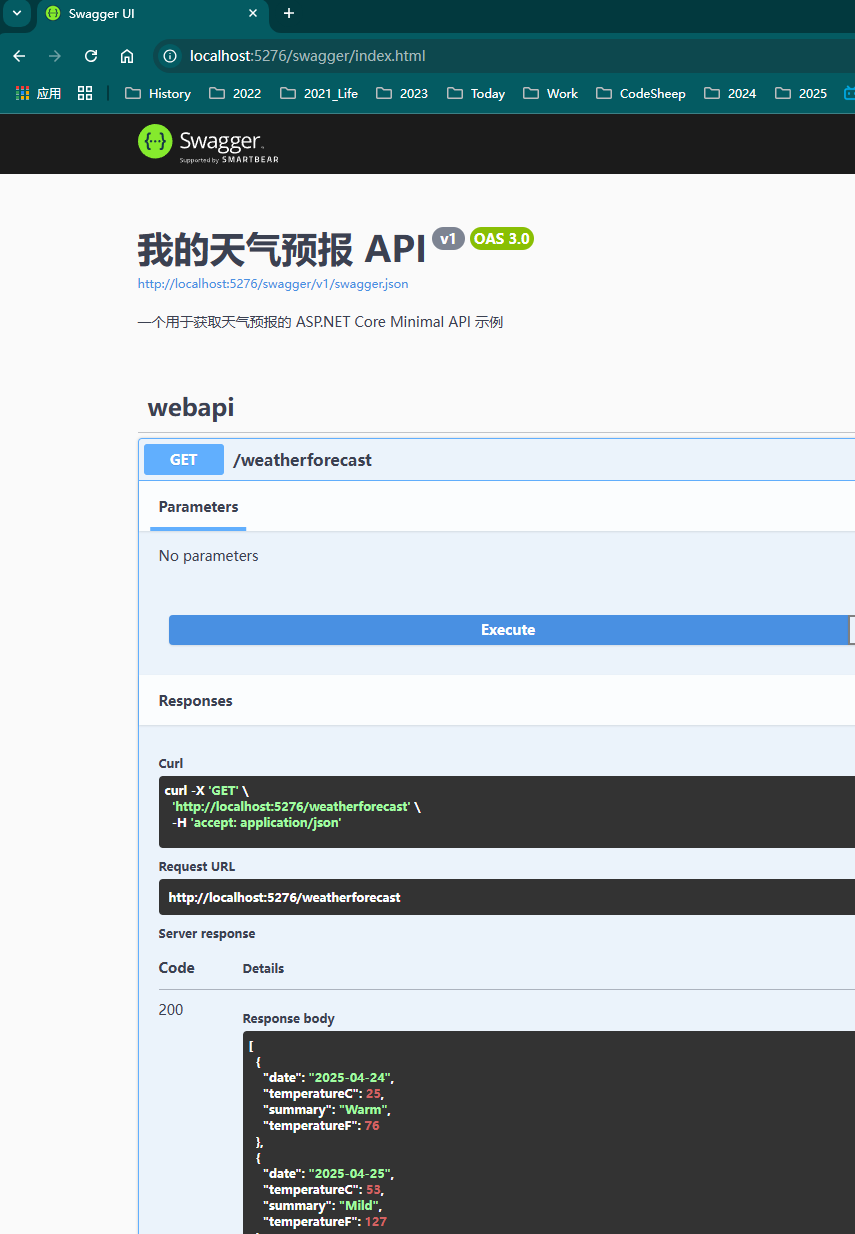 Swagger UI
localhost:5276/swagger/index.html
应用 History 2022 2021_Life 2023 Today Work CodeSheep 2024 2025
{···} Swagger.
Supported by SMARTBEAR
我的天气预报 API v1 OAS 3.0
http://localhost:5276/swagger/v1/swagger.json
一个用于获取天气预报的 ASP.NET Core Minimal API 示例
webapi
GET /weatherforecast
Parameters
No parameters
Execute
Responses
Curl
curl -X 'GET' \
'http://localhost:5276/weatherforecast' \
-H 'accept: application/json'
Request URL
http://localhost:5276/weatherforecast
Server response
Code Details
200
Response body
[
{
"date": "2025-04-24",
"temperatureC": 25,
"summary": "Warm",
"temperatureF": 76
},
{
"date": "2025-04-25",
"temperatureC": 53,
"summary": "Mild",
"temperatureF": 127